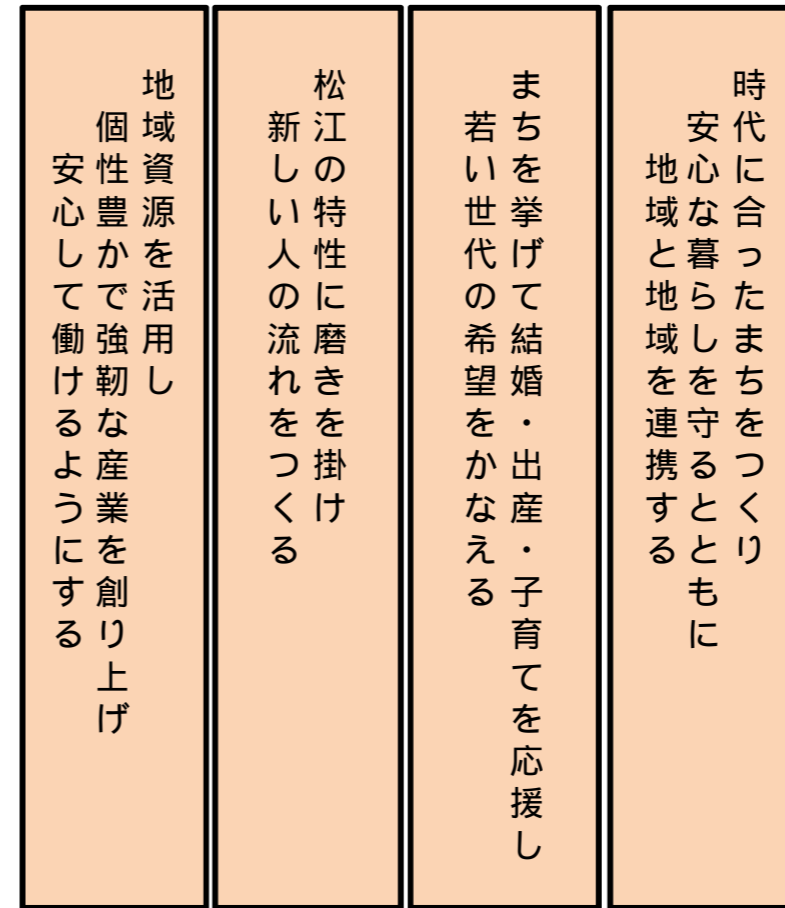 時代に合ったまちをつくり
安心な暮らしを守るとともに
地域と地域を連携する
まちを挙げて結婚・出産・子育てを応援し
若い世代の希望をかなえる
松江の特性に磨きを掛け
新しい人の流れをつくる
地域資源を活用し
個性豊かで強靭な産業を創り上げ
安心して働けるようにする